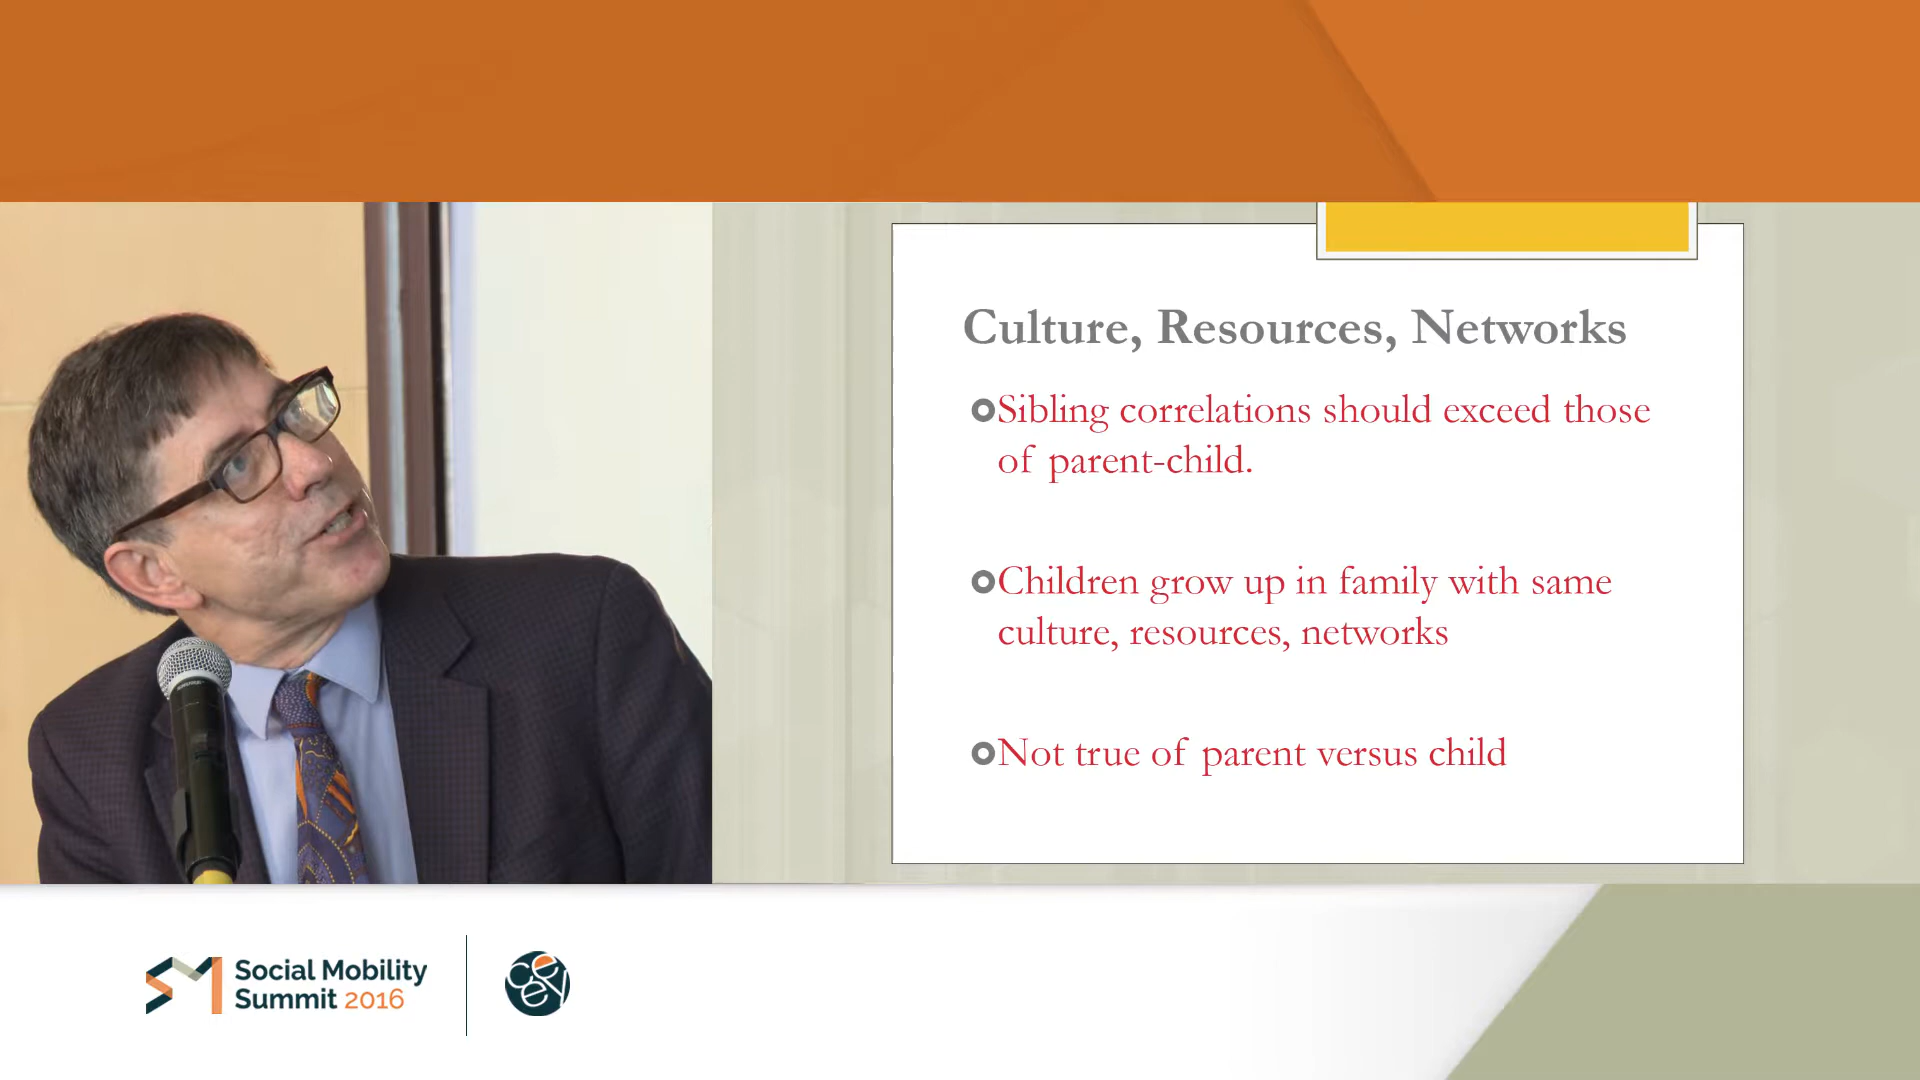 Culture, Resources, Networks
Sibling correlations should exceed those
of parent-child.
Children grow up in family with same
culture, resources, networks
Not true of parent versus child
Social Mobility
Summit 2016
ceey